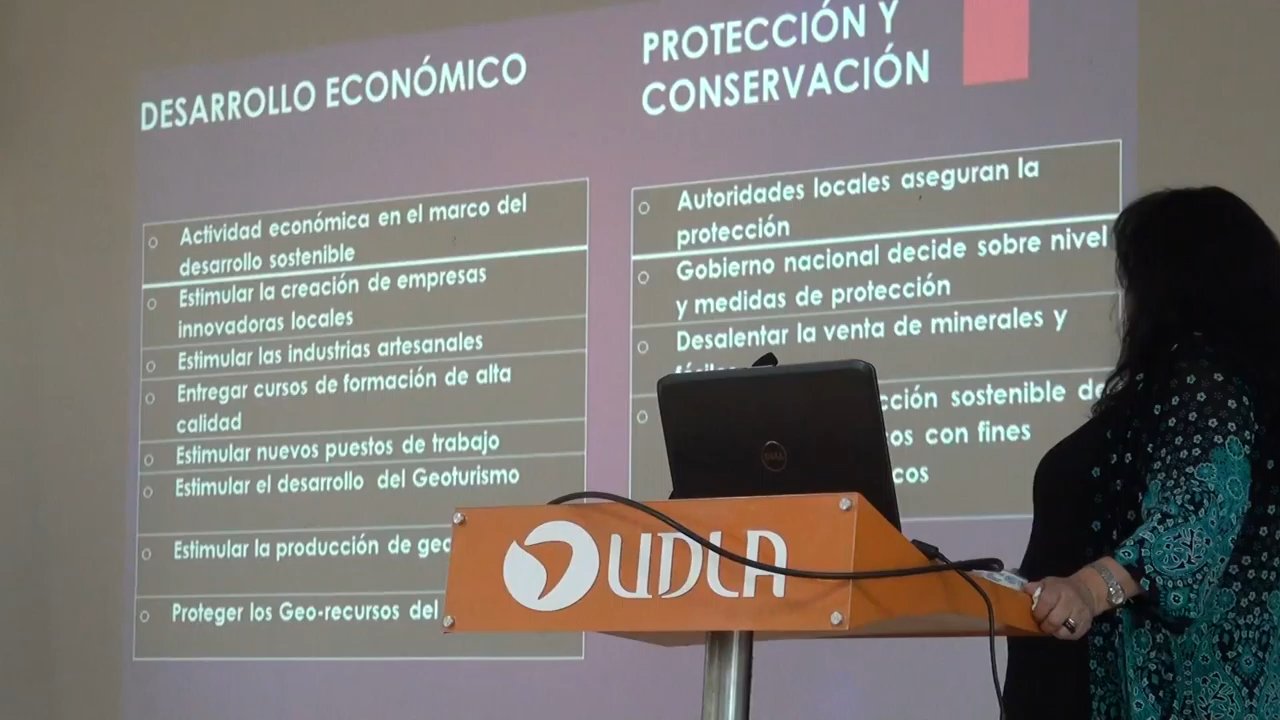 DESARROLLO ECONÓMICO
Actividad económica en el marco del
desarrollo sostenible
Estimular la creación de empresas
innovadoras locales
Estimular las industrias artesanales
Entregar cursos de formación de alta
calidad
Estimular nuevos puestos de trabajo
Estimular el desarrollo del Geoturismo
Estimular la producción de
Proteger los Geo-recursos del
PROTECCIÓN Y
CONSERVACIÓN
Autoridades locales aseguran la
protección
Gobierno nacional decide sobre nivel
y medidas de protección
Desalentar la venta de minerales y
sostenible de
con fines
DELL
UDLA